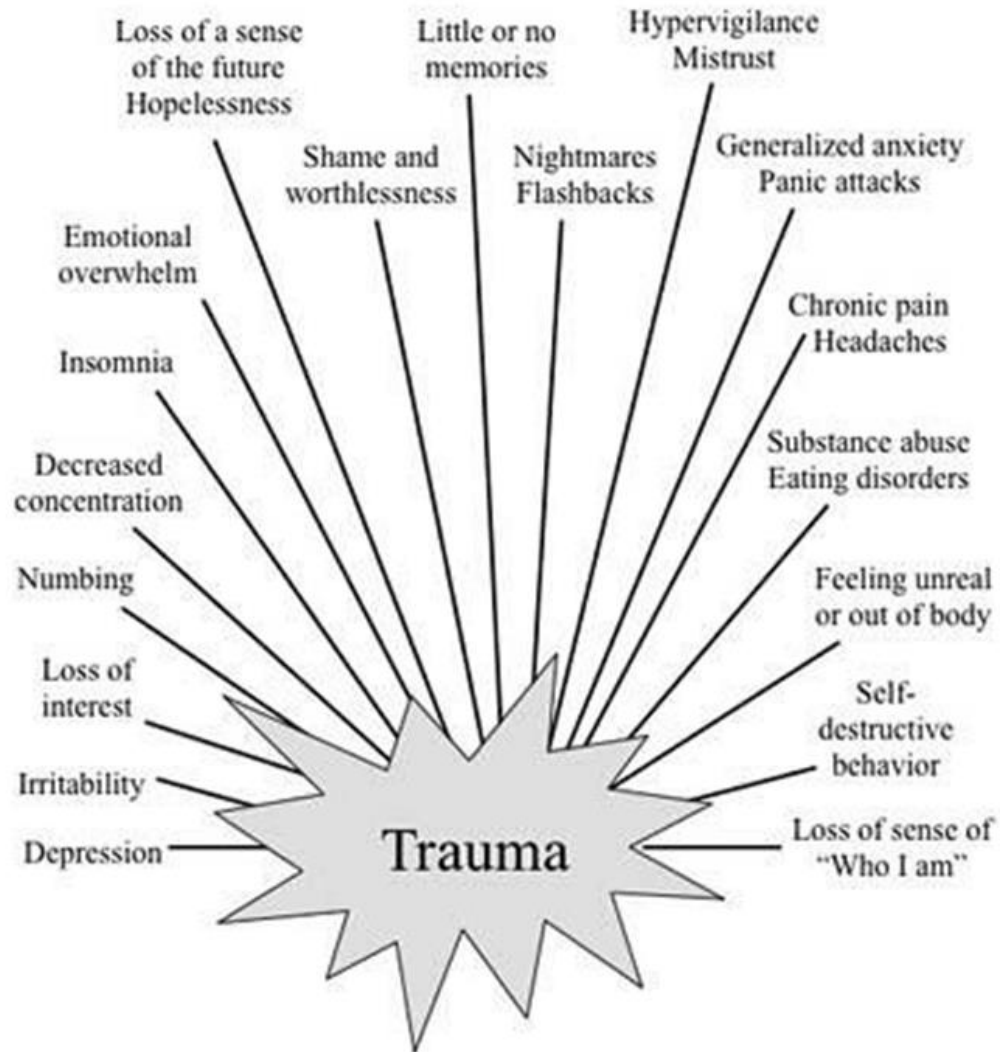 Loss of a sense
of the future
Hopelessness
Little or no
memories
Hypervigilance
Mistrust
Shame and
worthlessness
Nightmares
Flashbacks
Generalized anxiety
Panic attacks
Emotional
overwhelm
Chronic pain
Headaches
Insomnia
Substance abuse
Eating disorders
Decreased
concentration
Numbing
Feeling unreal
or out of body
Loss of
interest
Self-
destructive
behavior
Irritability
Depression
Trauma
Loss of sense of
“Who I am”